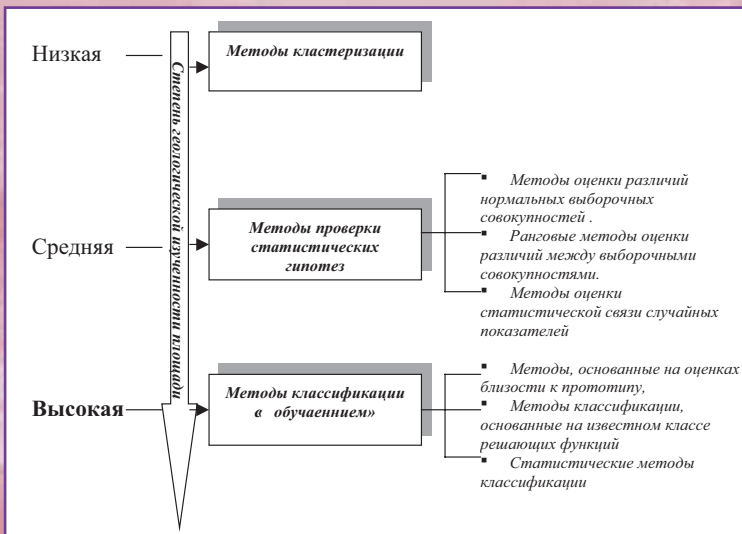 Низкая
Степень геологической изученности площади
Методы кластеризации
Средняя
Методы проверки
статистических
гипотез
▪ Методы оценки различий
нормальных выборочных
совокупностей .
▪ Ранговые методы оценки
различий между выборочными
совокупностями.
▪ Методы оценки
статистической связи случайных
показателей
Высокая
Методы классификации
в обучаеннием»
▪ Методы, основанные на оценках
близости к прототипу,
▪ Методы классификации,
основанные на известном классе
решающих функций
▪ Статистические методы
классификации